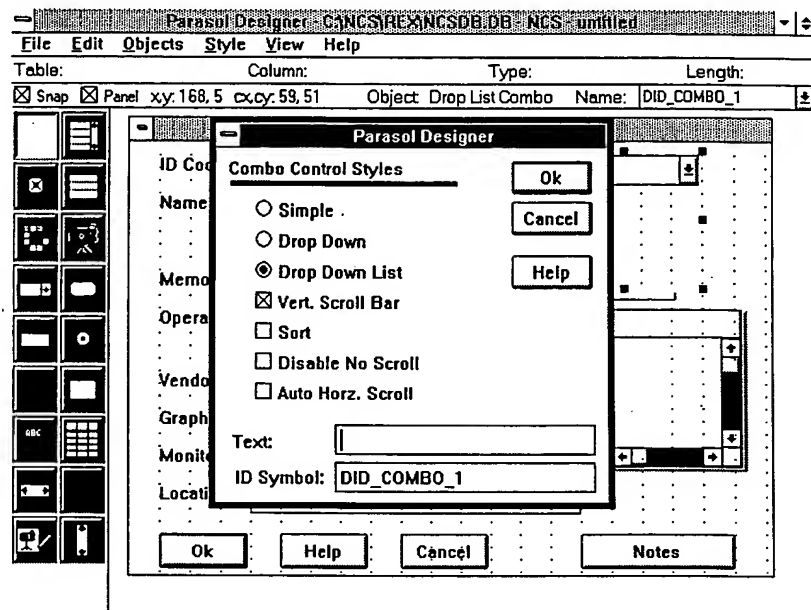 Parasol Designer - C:\NCS\REX\NCSDB.DB - NCS - untitled
File Edit Objects Style View Help
Table: Column: Type: Length:
Snap Panel x,y: 168, 5 cx,cy: 59, 51 Object: Drop List Combo Name: DID_COMBO_1
Parasol Designer
Combo Control Styles
Simple
Drop Down
Drop Down List
Vert. Scroll Bar
Sort
Disable No Scroll
Auto Horz. Scroll
Text:
ID Symbol: DID_COMBO_1
Ok
Cancel
Help
ID Cod
Name
Memo
Opera
Vendo
Graph
Monito
Locati
ABC
Ok Help Cancel Notes